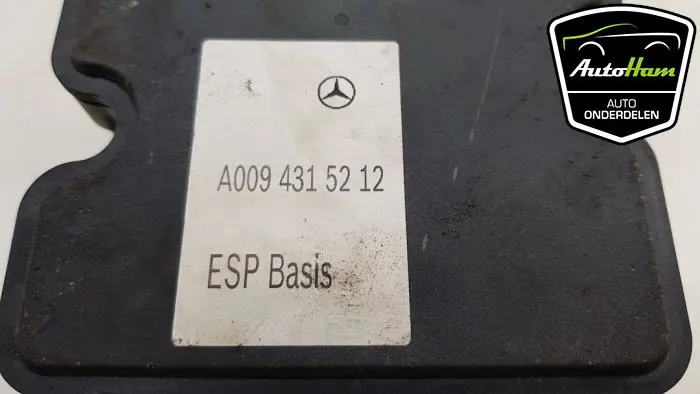 AutoHam
AUTO
ONDERDELEN
A009 431 52 12
ESP Basis